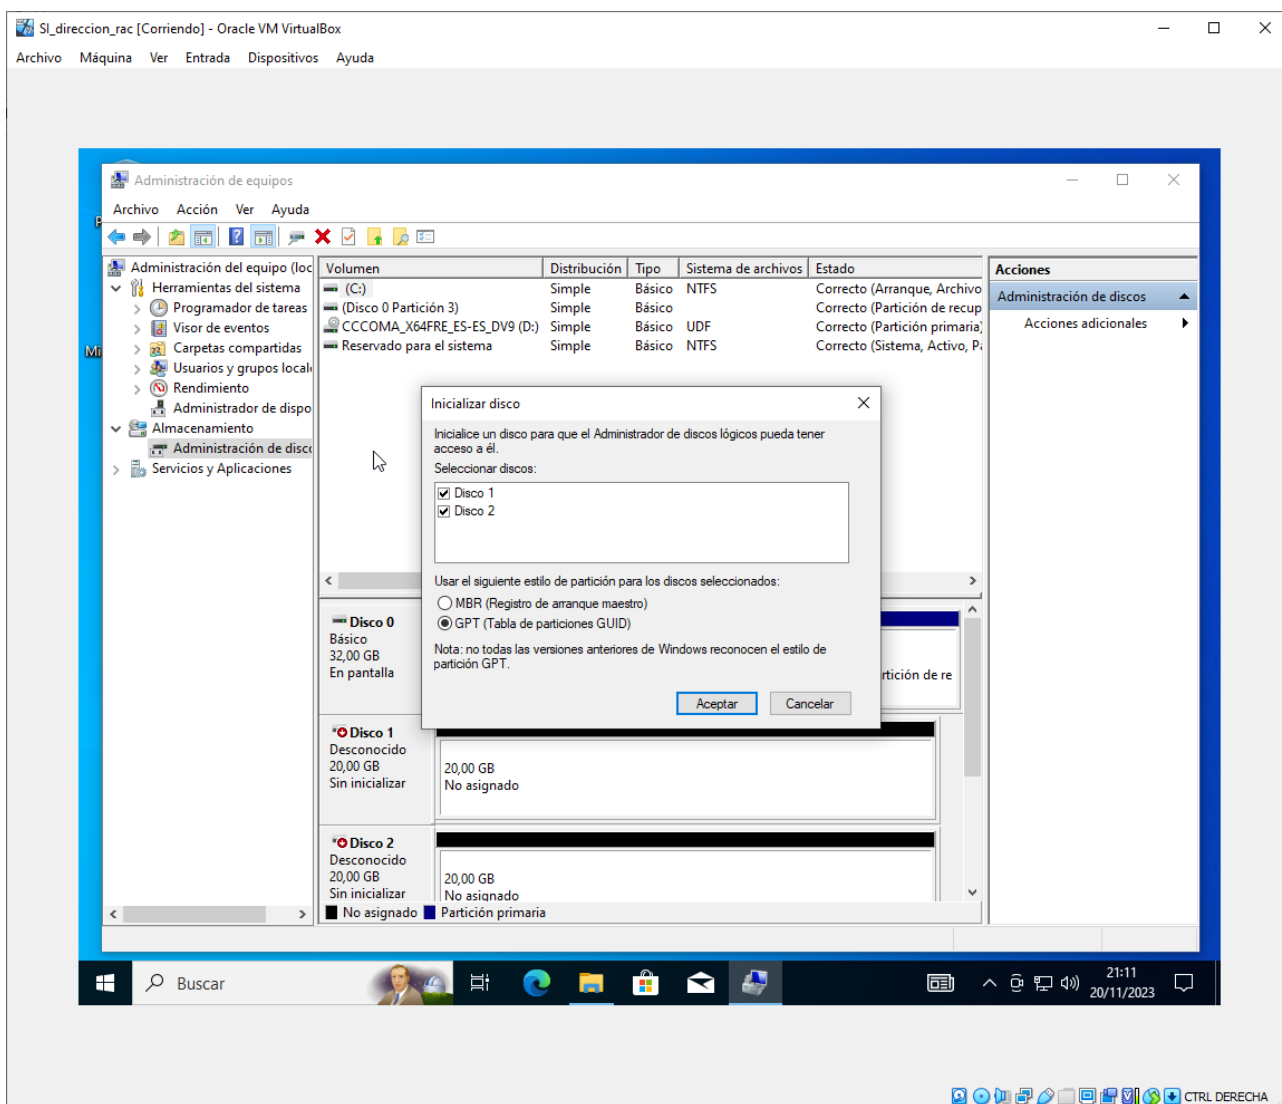 SI_direccion_rac [Corriendo] - Oracle VM VirtualBox
Archivo Máquina Ver Entrada Dispositivos Ayuda
Administración de equipos
Archivo Acción Ver Ayuda
Administración del equipo (loc
Herramientas del sistema
Programador de tareas
Visor de eventos
Carpetas compartidas
Usuarios y grupos local
Rendimiento
Administrador de dispo
Almacenamiento
Administración de disc
Servicios y Aplicaciones
Volumen Distribución Tipo Sistema de archivos Estado
(C:) Simple Básico NTFS Correcto (Arranque, Archivo
(Disco 0 Partición 3) Simple Básico Correcto (Partición de recup
CCCOMA_X64FRE_ES-ES_DV9 (D:) Simple Básico UDF Correcto (Partición primaria)
Reservado para el sistema Simple Básico NTFS Correcto (Sistema, Activo, Pa
Acciones
Administración de discos
Acciones adicionales
Mi
Inicializar disco
Inicialice un disco para que el Administrador de discos lógicos pueda tener
acceso a él.
Seleccionar discos:
Disco 1
Disco 2
Usar el siguiente estilo de partición para los discos seleccionados:
MBR (Registro de arranque maestro)
GPT (Tabla de particiones GUID)
Nota: no todas las versiones anteriores de Windows reconocen el estilo de
partición GPT.
Aceptar Cancelar
Disco 0
Básico
32,00 GB
En pantalla
rtición de re
Disco 1
Desconocido
20,00 GB
Sin inicializar
20,00 GB
No asignado
Disco 2
Desconocido
20,00 GB
Sin inicializar
20,00 GB
No asignado
No asignado Partición primaria
Buscar
21:11
20/11/2023
CTRL DERECHA